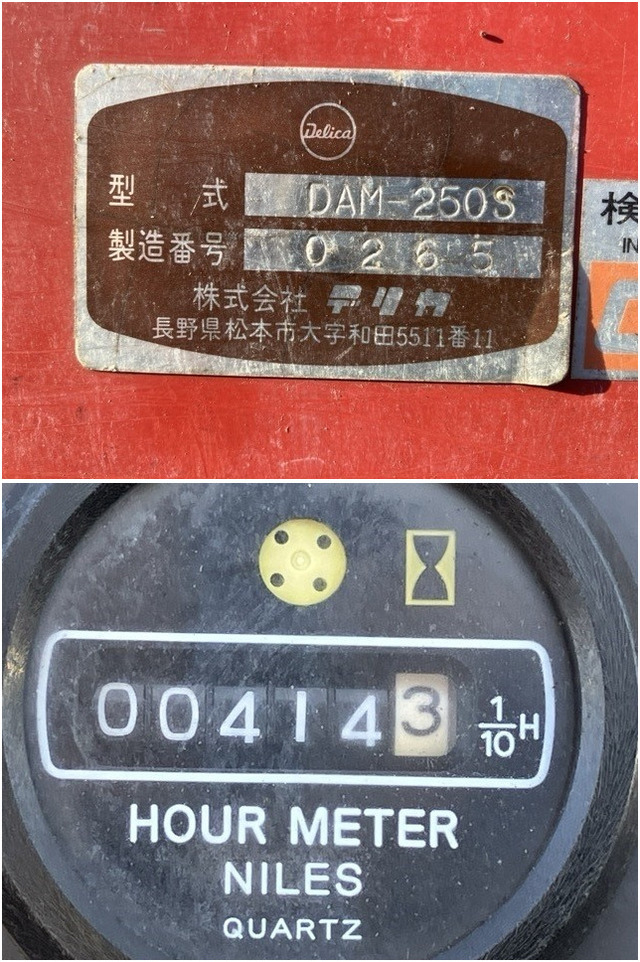 Delica
型式 DAM-250S
製造番号 0265
株式会社 デリカ
長野県松本市大字和田5511番11
検
IN
004143 1/10 H
HOUR METER
NILES
QUARTZ